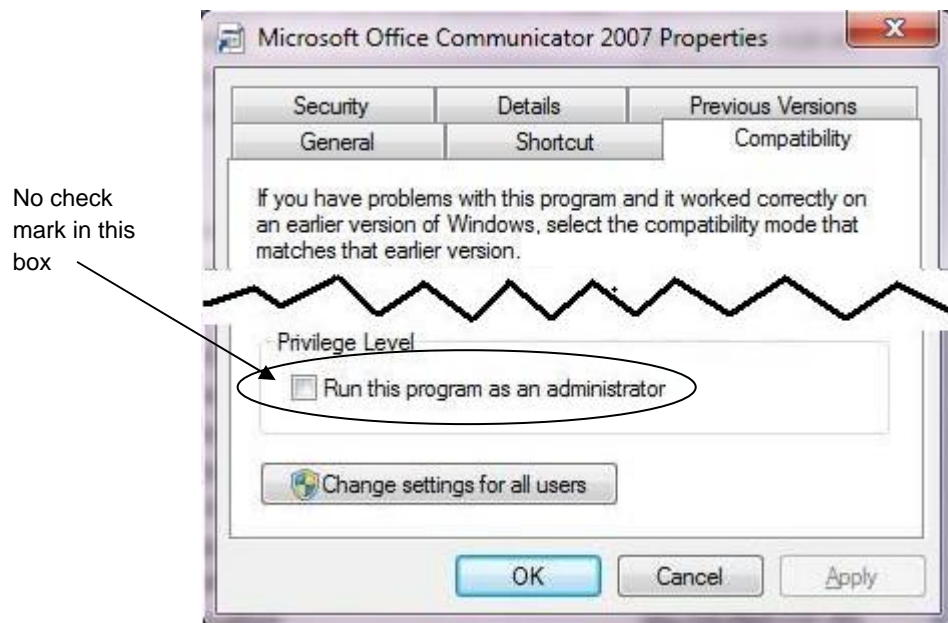 Microsoft Office Communicator 2007 Properties
Security Details Previous Versions
General Shortcut Compatibility
If you have problems with this program and it worked correctly on
an earlier version of Windows, select the compatibility mode that
matches that earlier version.
No check
mark in this
box
Privilege Level
Run this program as an administrator
Change settings for all users
OK Cancel Apply